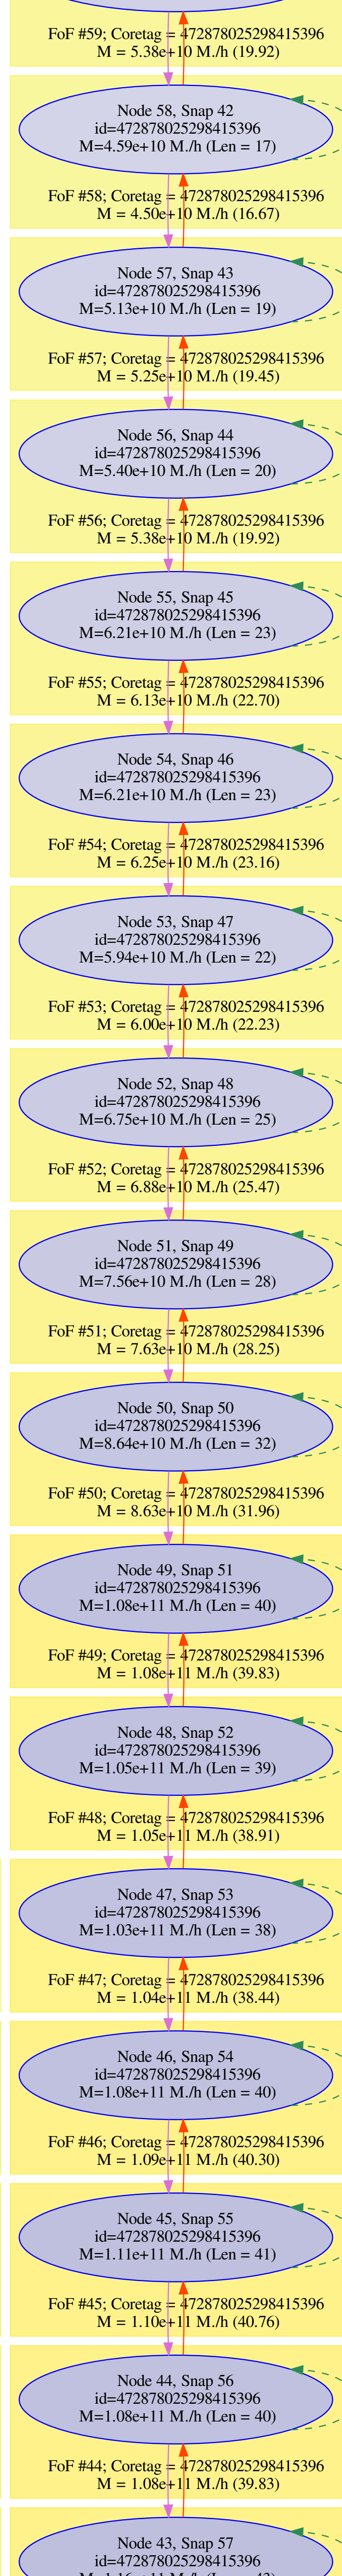 FoF #59; Coretag = 472878025298415396
M = 5.38e+10 M./h (19.92)
Node 58, Snap 42
id=472878025298415396
M=4.59e+10 M./h (Len = 17)
FoF #58; Coretag = 472878025298415396
M = 4.50e+10 M./h (16.67)
Node 57, Snap 43
id=472878025298415396
M=5.13e+10 M./h (Len = 19)
FoF #57; Coretag = 472878025298415396
M = 5.25e+10 M./h (19.45)
Node 56, Snap 44
id=472878025298415396
M=5.40e+10 M./h (Len = 20)
FoF #56; Coretag = 472878025298415396
M = 5.38e+10 M./h (19.92)
Node 55, Snap 45
id=472878025298415396
M=6.21e+10 M./h (Len = 23)
FoF #55; Coretag = 472878025298415396
M = 6.13e+10 M./h (22.70)
Node 54, Snap 46
id=472878025298415396
M=6.21e+10 M./h (Len = 23)
FoF #54; Coretag = 472878025298415396
M = 6.25e+10 M./h (23.16)
Node 53, Snap 47
id=472878025298415396
M=5.94e+10 M./h (Len = 22)
FoF #53; Coretag = 472878025298415396
M = 6.00e+10 M./h (22.23)
Node 52, Snap 48
id=472878025298415396
M=6.75e+10 M./h (Len = 25)
FoF #52; Coretag = 472878025298415396
M = 6.88e+10 M./h (25.47)
Node 51, Snap 49
id=472878025298415396
M=7.56e+10 M./h (Len = 28)
FoF #51; Coretag = 472878025298415396
M = 7.63e+10 M./h (28.25)
Node 50, Snap 50
id=472878025298415396
M=8.64e+10 M./h (Len = 32)
FoF #50; Coretag = 472878025298415396
M = 8.63e+10 M./h (31.96)
Node 49, Snap 51
id=472878025298415396
M=1.08e+11 M./h (Len = 40)
FoF #49; Coretag = 472878025298415396
M = 1.08e+11 M./h (39.83)
Node 48, Snap 52
id=472878025298415396
M=1.05e+11 M./h (Len = 39)
FoF #48; Coretag = 472878025298415396
M = 1.05e+11 M./h (38.91)
Node 47, Snap 53
id=472878025298415396
M=1.03e+11 M./h (Len = 38)
FoF #47; Coretag = 472878025298415396
M = 1.04e+11 M./h (38.44)
Node 46, Snap 54
id=472878025298415396
M=1.08e+11 M./h (Len = 40)
FoF #46; Coretag = 472878025298415396
M = 1.09e+11 M./h (40.30)
Node 45, Snap 55
id=472878025298415396
M=1.11e+11 M./h (Len = 41)
FoF #45; Coretag = 472878025298415396
M = 1.10e+11 M./h (40.76)
Node 44, Snap 56
id=472878025298415396
M=1.08e+11 M./h (Len = 40)
FoF #44; Coretag = 472878025298415396
M = 1.08e+11 M./h (39.83)
Node 43, Snap 57
id=472878025298415396